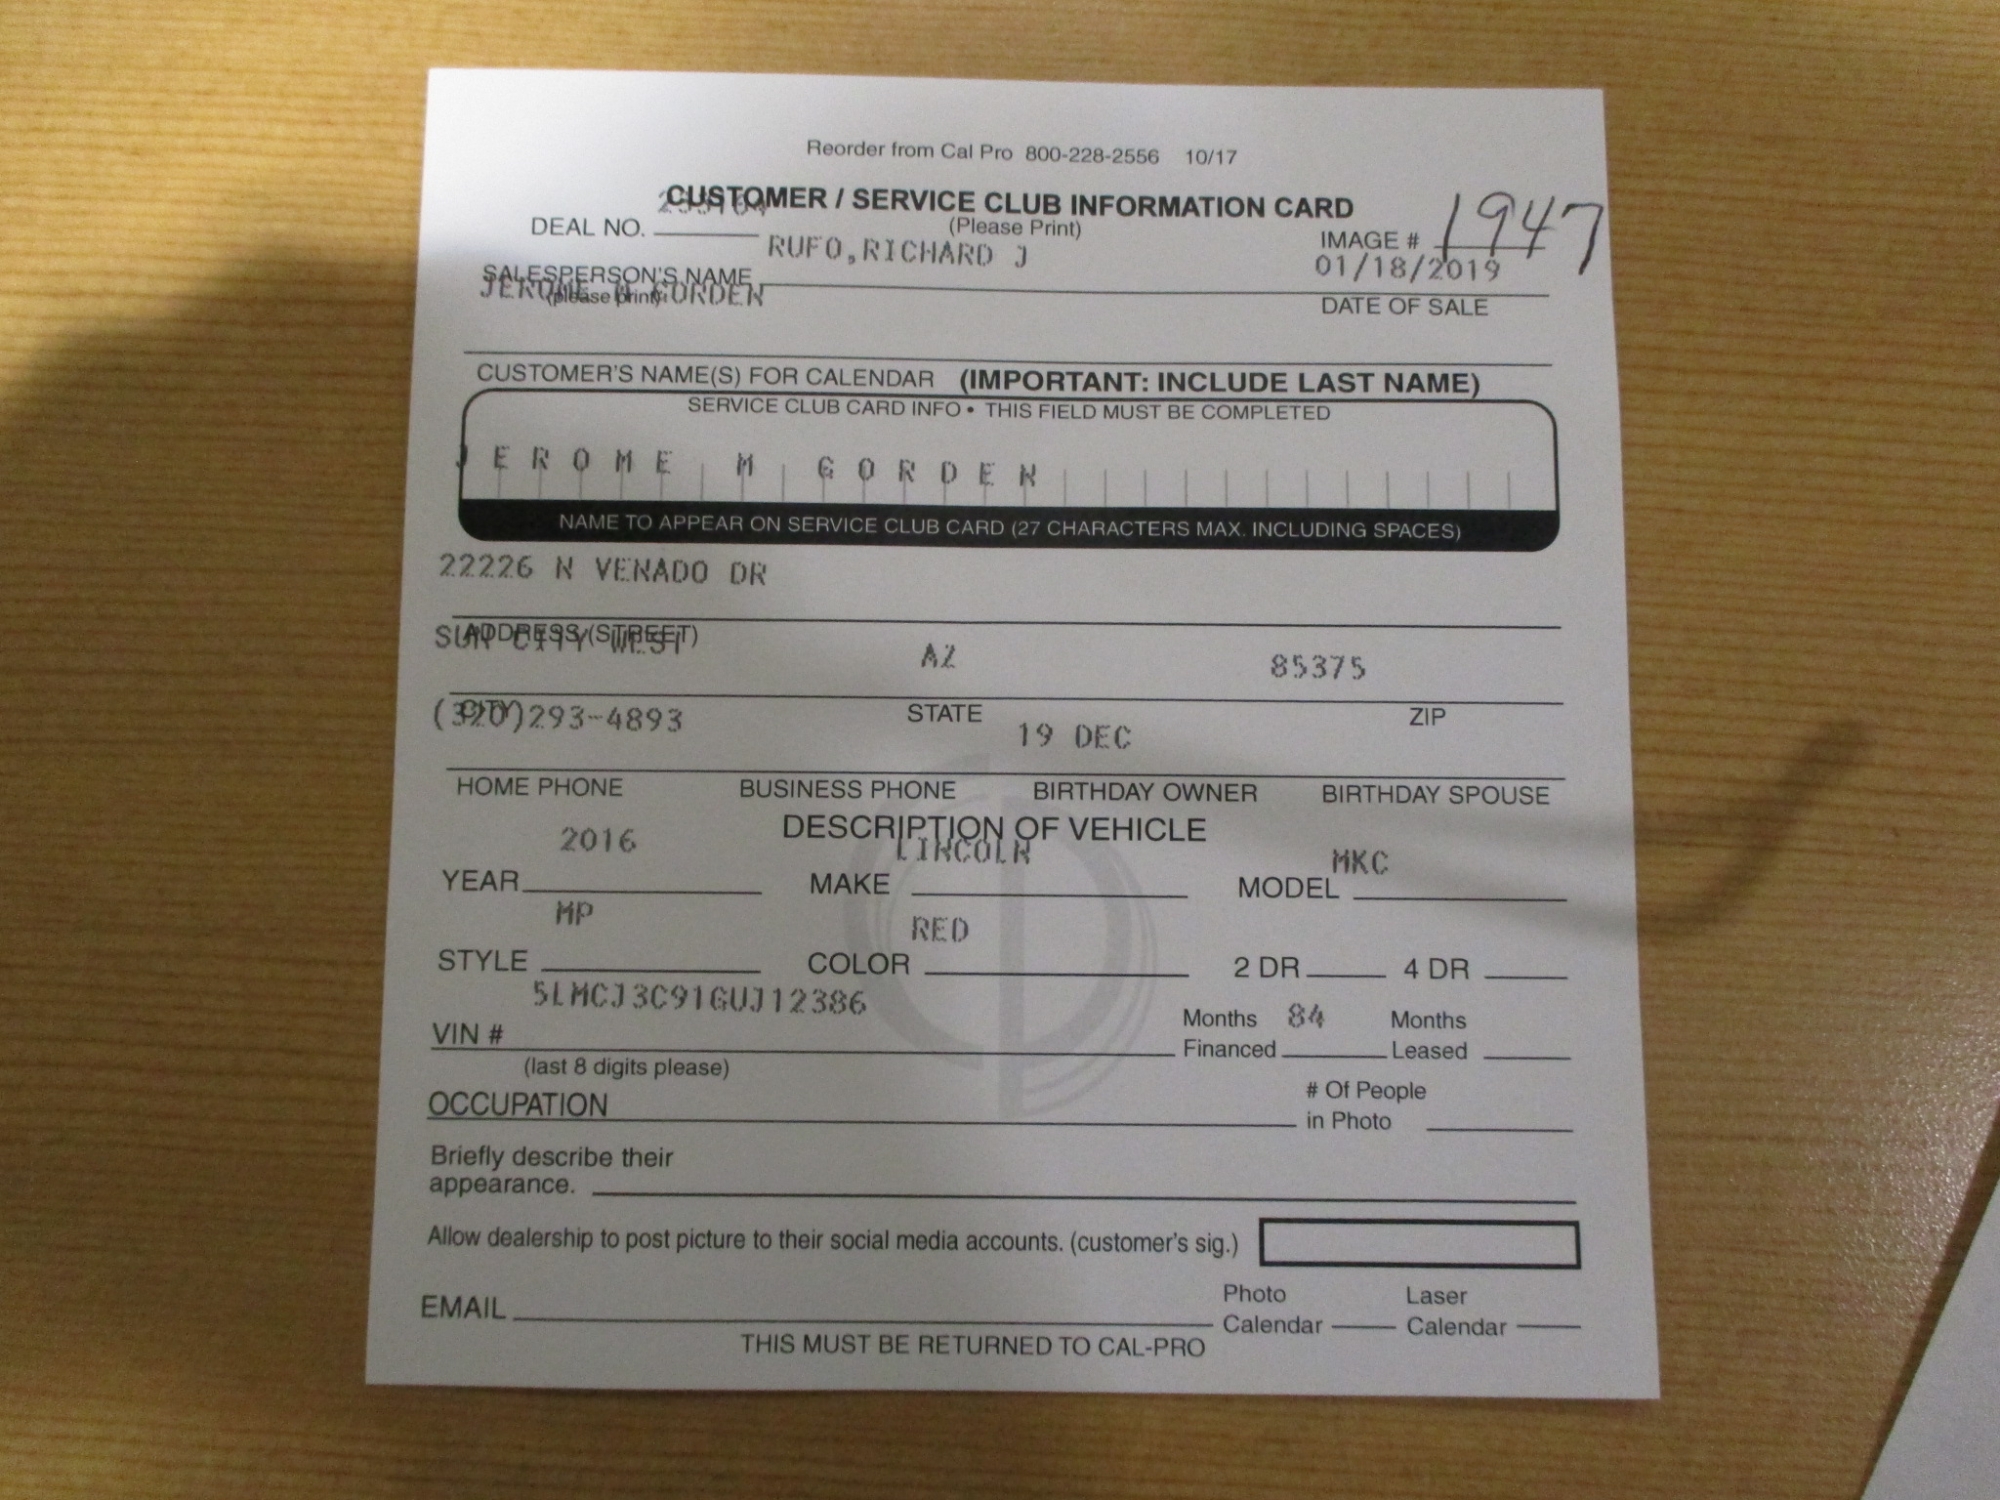 Reorder from Cal Pro 800-228-2556 10/17
CUSTOMER / SERVICE CLUB INFORMATION CARD
DEAL NO. (Please Print) IMAGE # 1947
RUFO,RICHARD J 01/18/2019
SALESPERSON'S NAME
(please print) DATE OF SALE
JEROME M GORDEN
CUSTOMER'S NAME(S) FOR CALENDAR (IMPORTANT: INCLUDE LAST NAME)
SERVICE CLUB CARD INFO • THIS FIELD MUST BE COMPLETED
JEROME M GORDEN
NAME TO APPEAR ON SERVICE CLUB CARD (27 CHARACTERS MAX. INCLUDING SPACES)
22226 N VENADO DR
ADDRESS (STREET)
SUN CITY WEST AZ 85375
CITY STATE ZIP
(320)293-4893 19 DEC
HOME PHONE BUSINESS PHONE BIRTHDAY OWNER BIRTHDAY SPOUSE
DESCRIPTION OF VEHICLE
2016 LINCOLN MKC
YEAR MAKE MODEL
MP RED
STYLE COLOR 2 DR 4 DR
5LMCJ3C91GUJ12386
VIN # Months Financed 84 Months Leased
(last 8 digits please)
OCCUPATION # Of People in Photo
Briefly describe their
appearance.
Allow dealership to post picture to their social media accounts. (customer's sig.)
EMAIL Photo Calendar Laser Calendar
THIS MUST BE RETURNED TO CAL-PRO